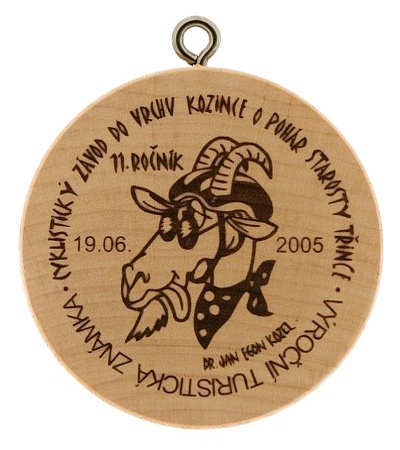 CYKLISTICKÝ ZÁVOD DO VRCHU KOZINCE O POHÁR STAROSTY TŘINCE •
11. ROČNÍK
19.06. 2005
DR. JAN EGON KOZEL
VÝROČNÍ TURISTICKÁ ZNÁMKA •